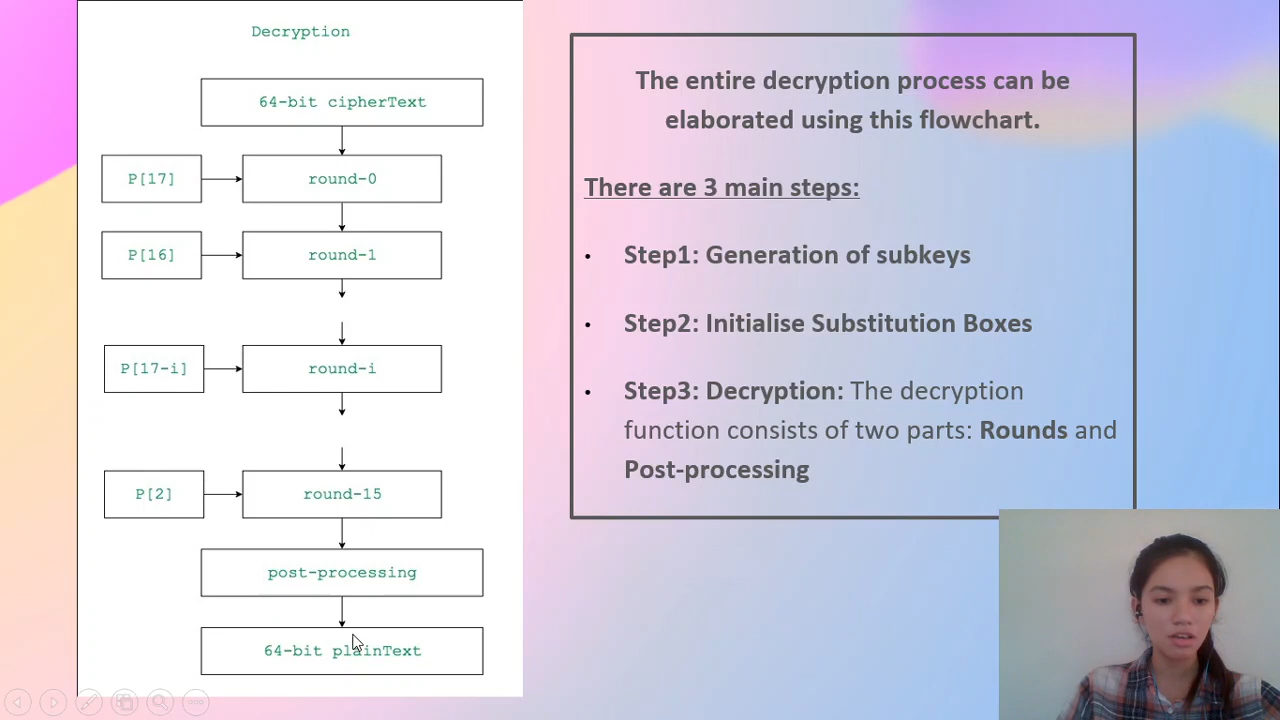 Decryption
64-bit cipherText
P[17]
round-0
P[16]
round-1
P[17-i]
round-i
P[2]
round-15
post-processing
64-bit plainText
The entire decryption process can be
elaborated using this flowchart.
There are 3 main steps:
• Step1: Generation of subkeys
• Step2: Initialise Substitution Boxes
• Step3: Decryption: The decryption
function consists of two parts: Rounds and
Post-processing